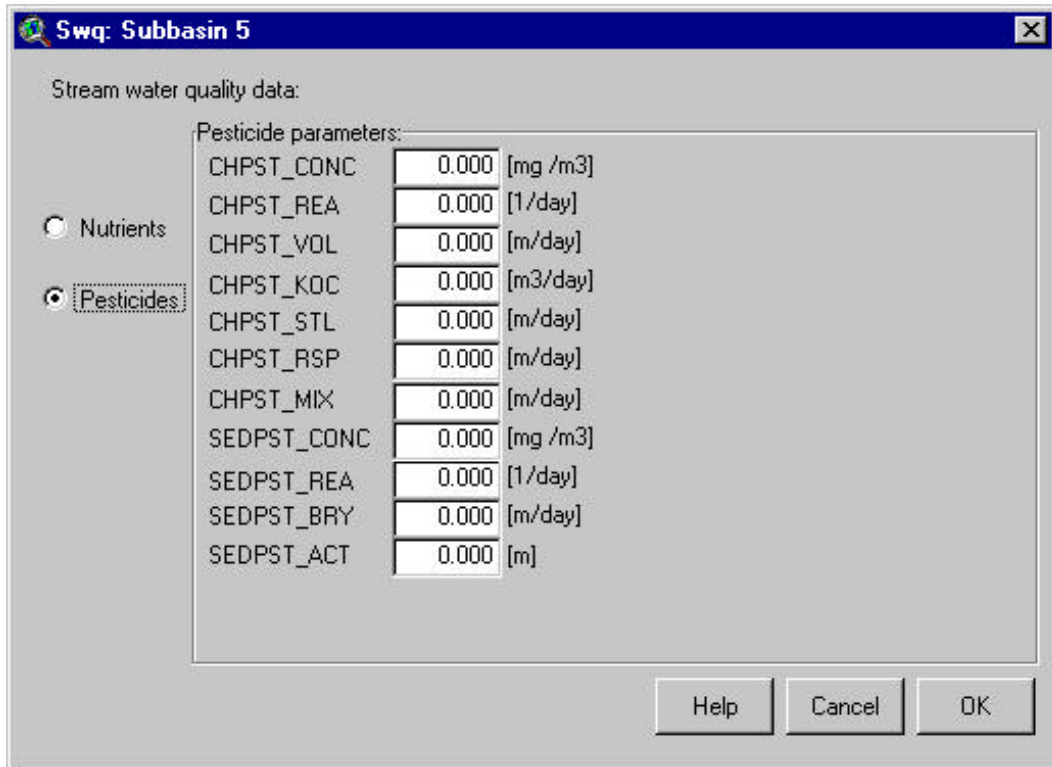 Swq: Subbasin 5
Stream water quality data:
Pesticide parameters:
CHPST_CONC 0.000 [mg /m3]
CHPST_REA 0.000 [1/day]
Nutrients
CHPST_VOL 0.000 [m/day]
CHPST_KOC 0.000 [m3/day]
Pesticides
CHPST_STL 0.000 [m/day]
CHPST_RSP 0.000 [m/day]
CHPST_MIX 0.000 [m/day]
SEDPST_CONC 0.000 [mg /m3]
SEDPST_REA 0.000 [1/day]
SEDPST_BRY 0.000 [m/day]
SEDPST_ACT 0.000 [m]
Help Cancel OK